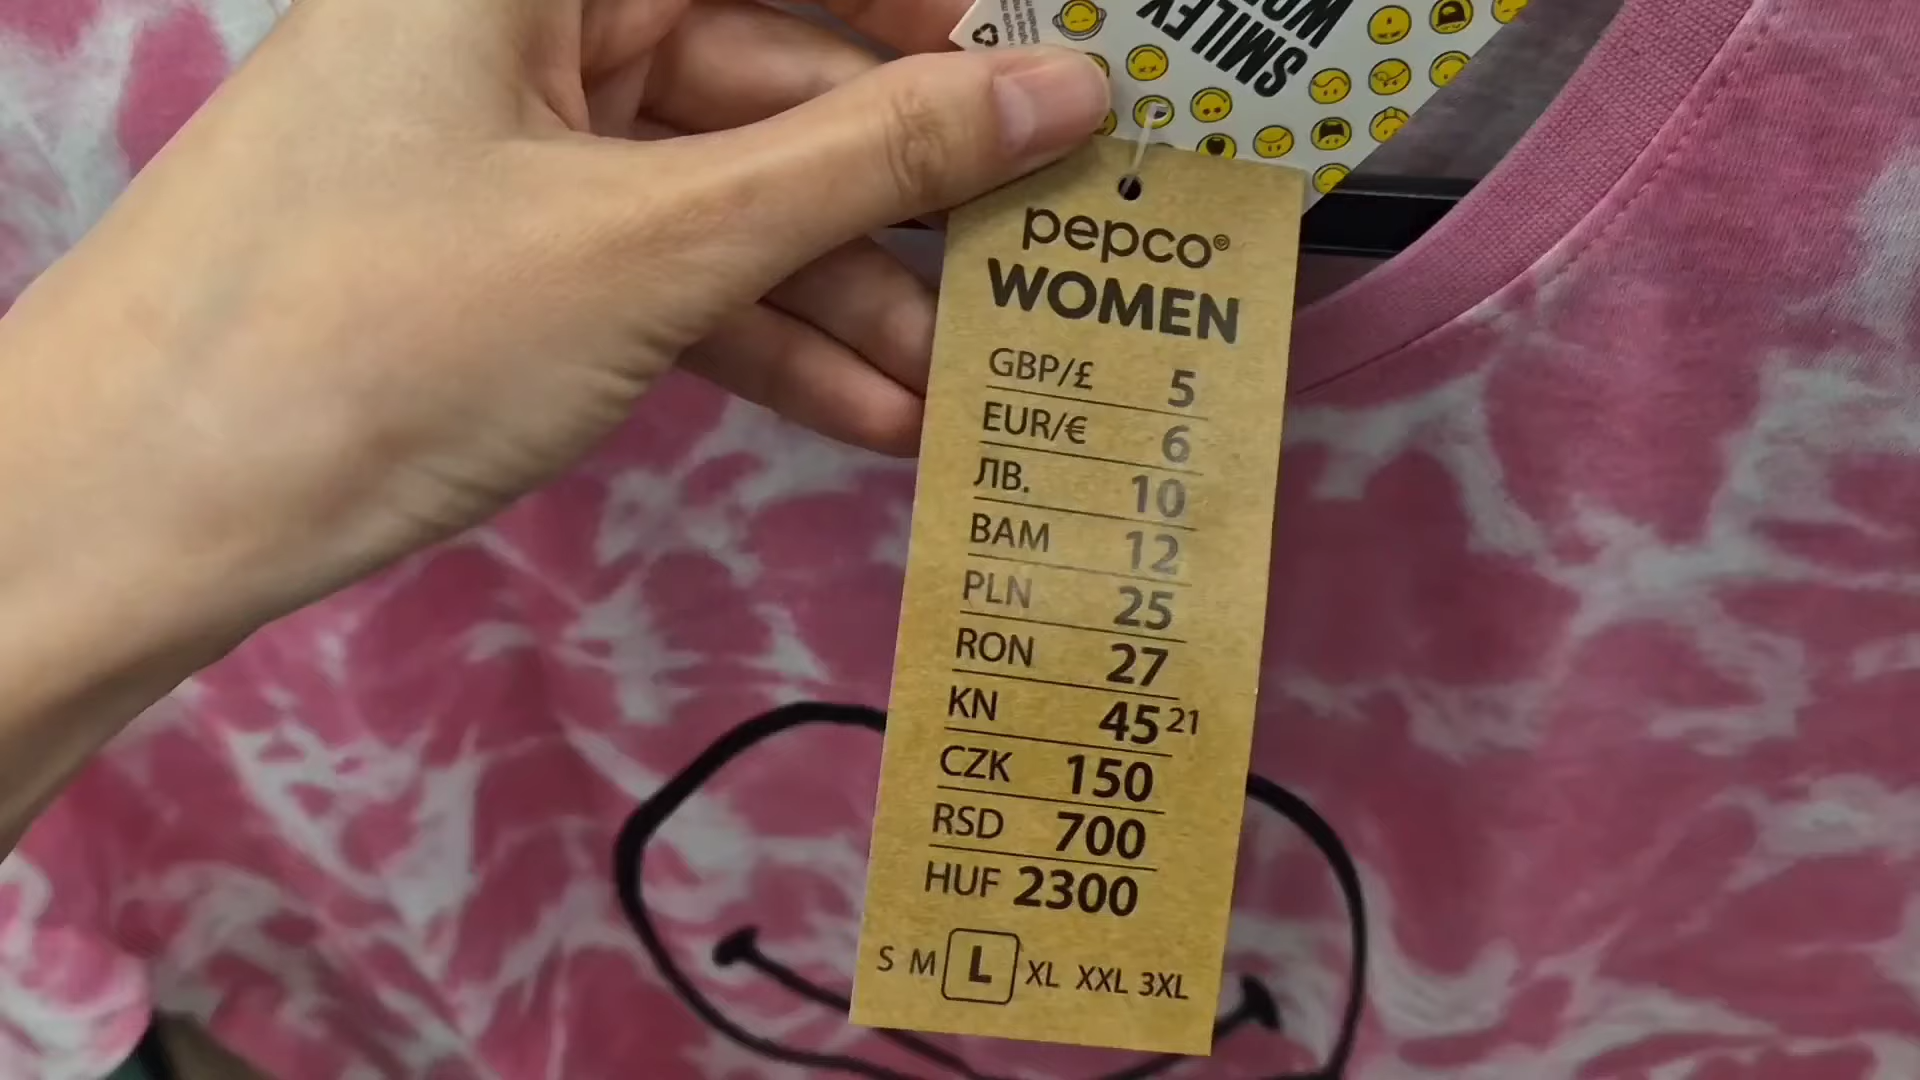 SMILEY
pepco
WOMEN
GBP/£ 5
EUR/€ 6
ЛВ. 10
BAM 12
PLN 25
RON 27
KN 45 21
CZK 150
RSD 700
HUF 2300
S M L XL XXL 3XL